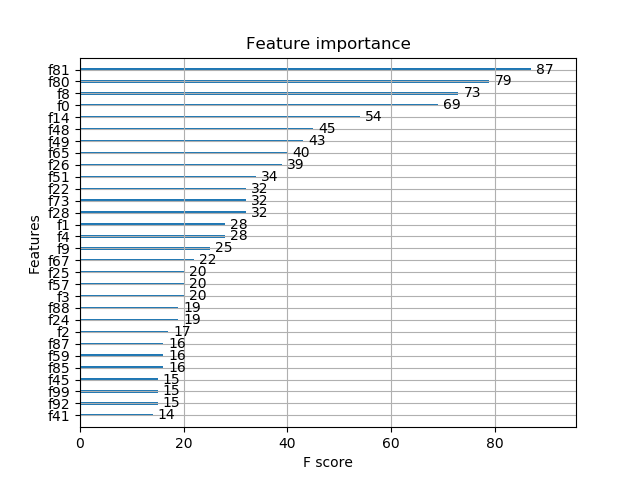 Feature importance
f81 87
f80 79
f8 73
f0 69
f14 54
f48 45
f49 43
f65 40
f26 39
f51 34
f22 32
f73 32
f28 32
f1 28
f4 28
f9 25
f67 22
f25 20
f57 20
f3 20
f88 19
f24 19
f2 17
f87 16
f59 16
f85 16
f45 15
f99 15
f92 15
f41 14
Features
0 20 40 60 80
F score